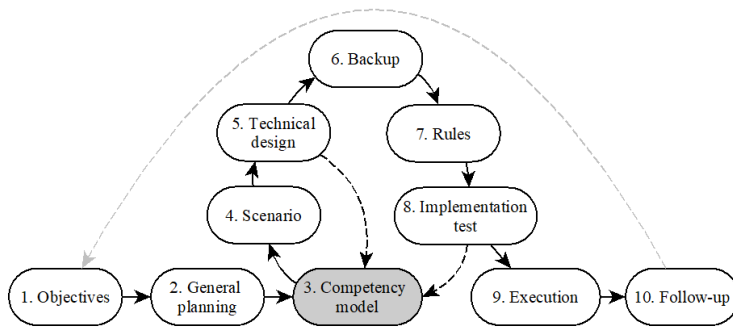 6. Backup
5. Technical
design
7. Rules
4. Scenario
8. Implementation
test
1. Objectives
2. General
planning
3. Competency
model
9. Execution
10. Follow-up